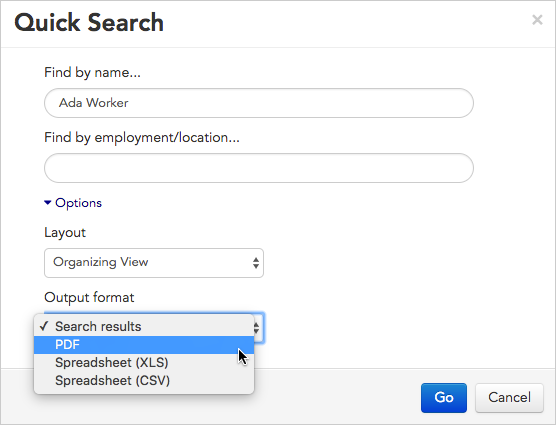 Quick Search
×
Find by name...
Ada Worker
Find by employment/location...
Options
Layout
Organizing View
Output format
✓ Search results
PDF
Spreadsheet (XLS)
Spreadsheet (CSV)
Go Cancel